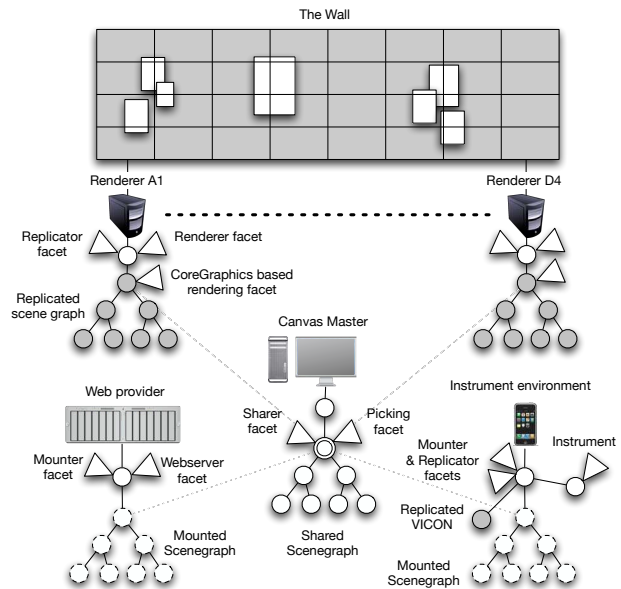 The Wall
Renderer A1
Renderer D4
Replicator
facet
Renderer facet
CoreGraphics based
rendering facet
Replicated
scene graph
Canvas Master
Web provider
Instrument environment
Sharer
facet
Picking
facet
Mounter
facet
Webserver
facet
Mounter
& Replicator
facets
Instrument
Replicated
VICON
Mounted
Scenegraph
Shared
Scenegraph
Mounted
Scenegraph